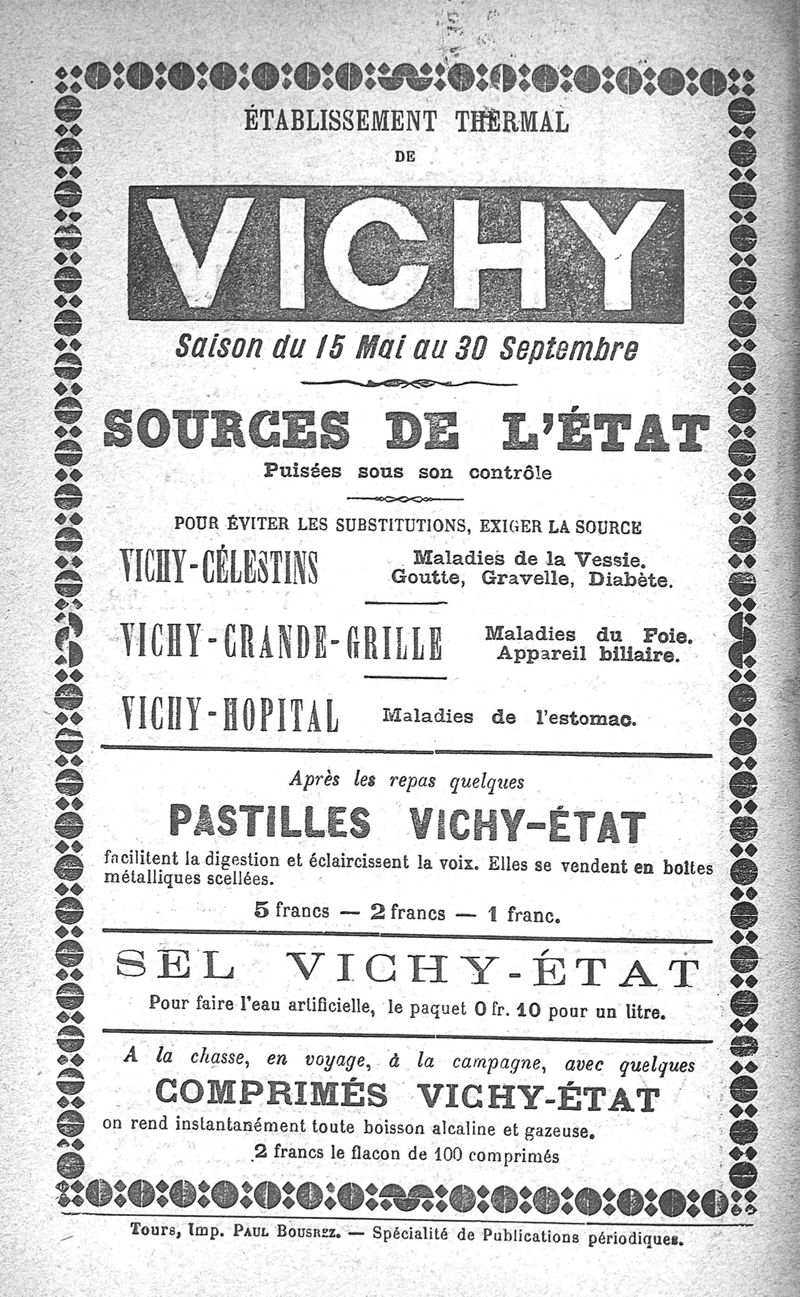 ÉTABLISSEMENT THERMAL
DE
VICHY
Saison du 15 Mai au 30 Septembre
SOURCES DE L'ÉTAT
Puisées sous son contrôle
POUR ÉVITER LES SUBSTITUTIONS, EXIGER LA SOURCE
VICHY-CÉLESTINS
Maladies de la Vessie.
Goutte, Gravelle, Diabète.
VICHY-GRANDE-GRILLE
Maladies du Foie.
Appareil biliaire.
VICHY-HOPITAL
Maladies de l'estomac.
Après les repas quelques
PASTILLES VICHY-ÉTAT
facilitent la digestion et éclaircissent la voix. Elles se vendent en boîtes
métalliques scellées.
5 francs — 2 francs — 1 franc.
SEL VICHY-ÉTAT
Pour faire l'eau artificielle, le paquet 0 fr. 10 pour un litre.
A la chasse, en voyage, à la campagne, avec quelques
COMPRIMÉS VICHY-ÉTAT
on rend instantanément toute boisson alcaline et gazeuse.
2 francs le flacon de 100 comprimés
Tours, Imp. PAUL BOUSREZ. — Spécialité de Publications périodiques.